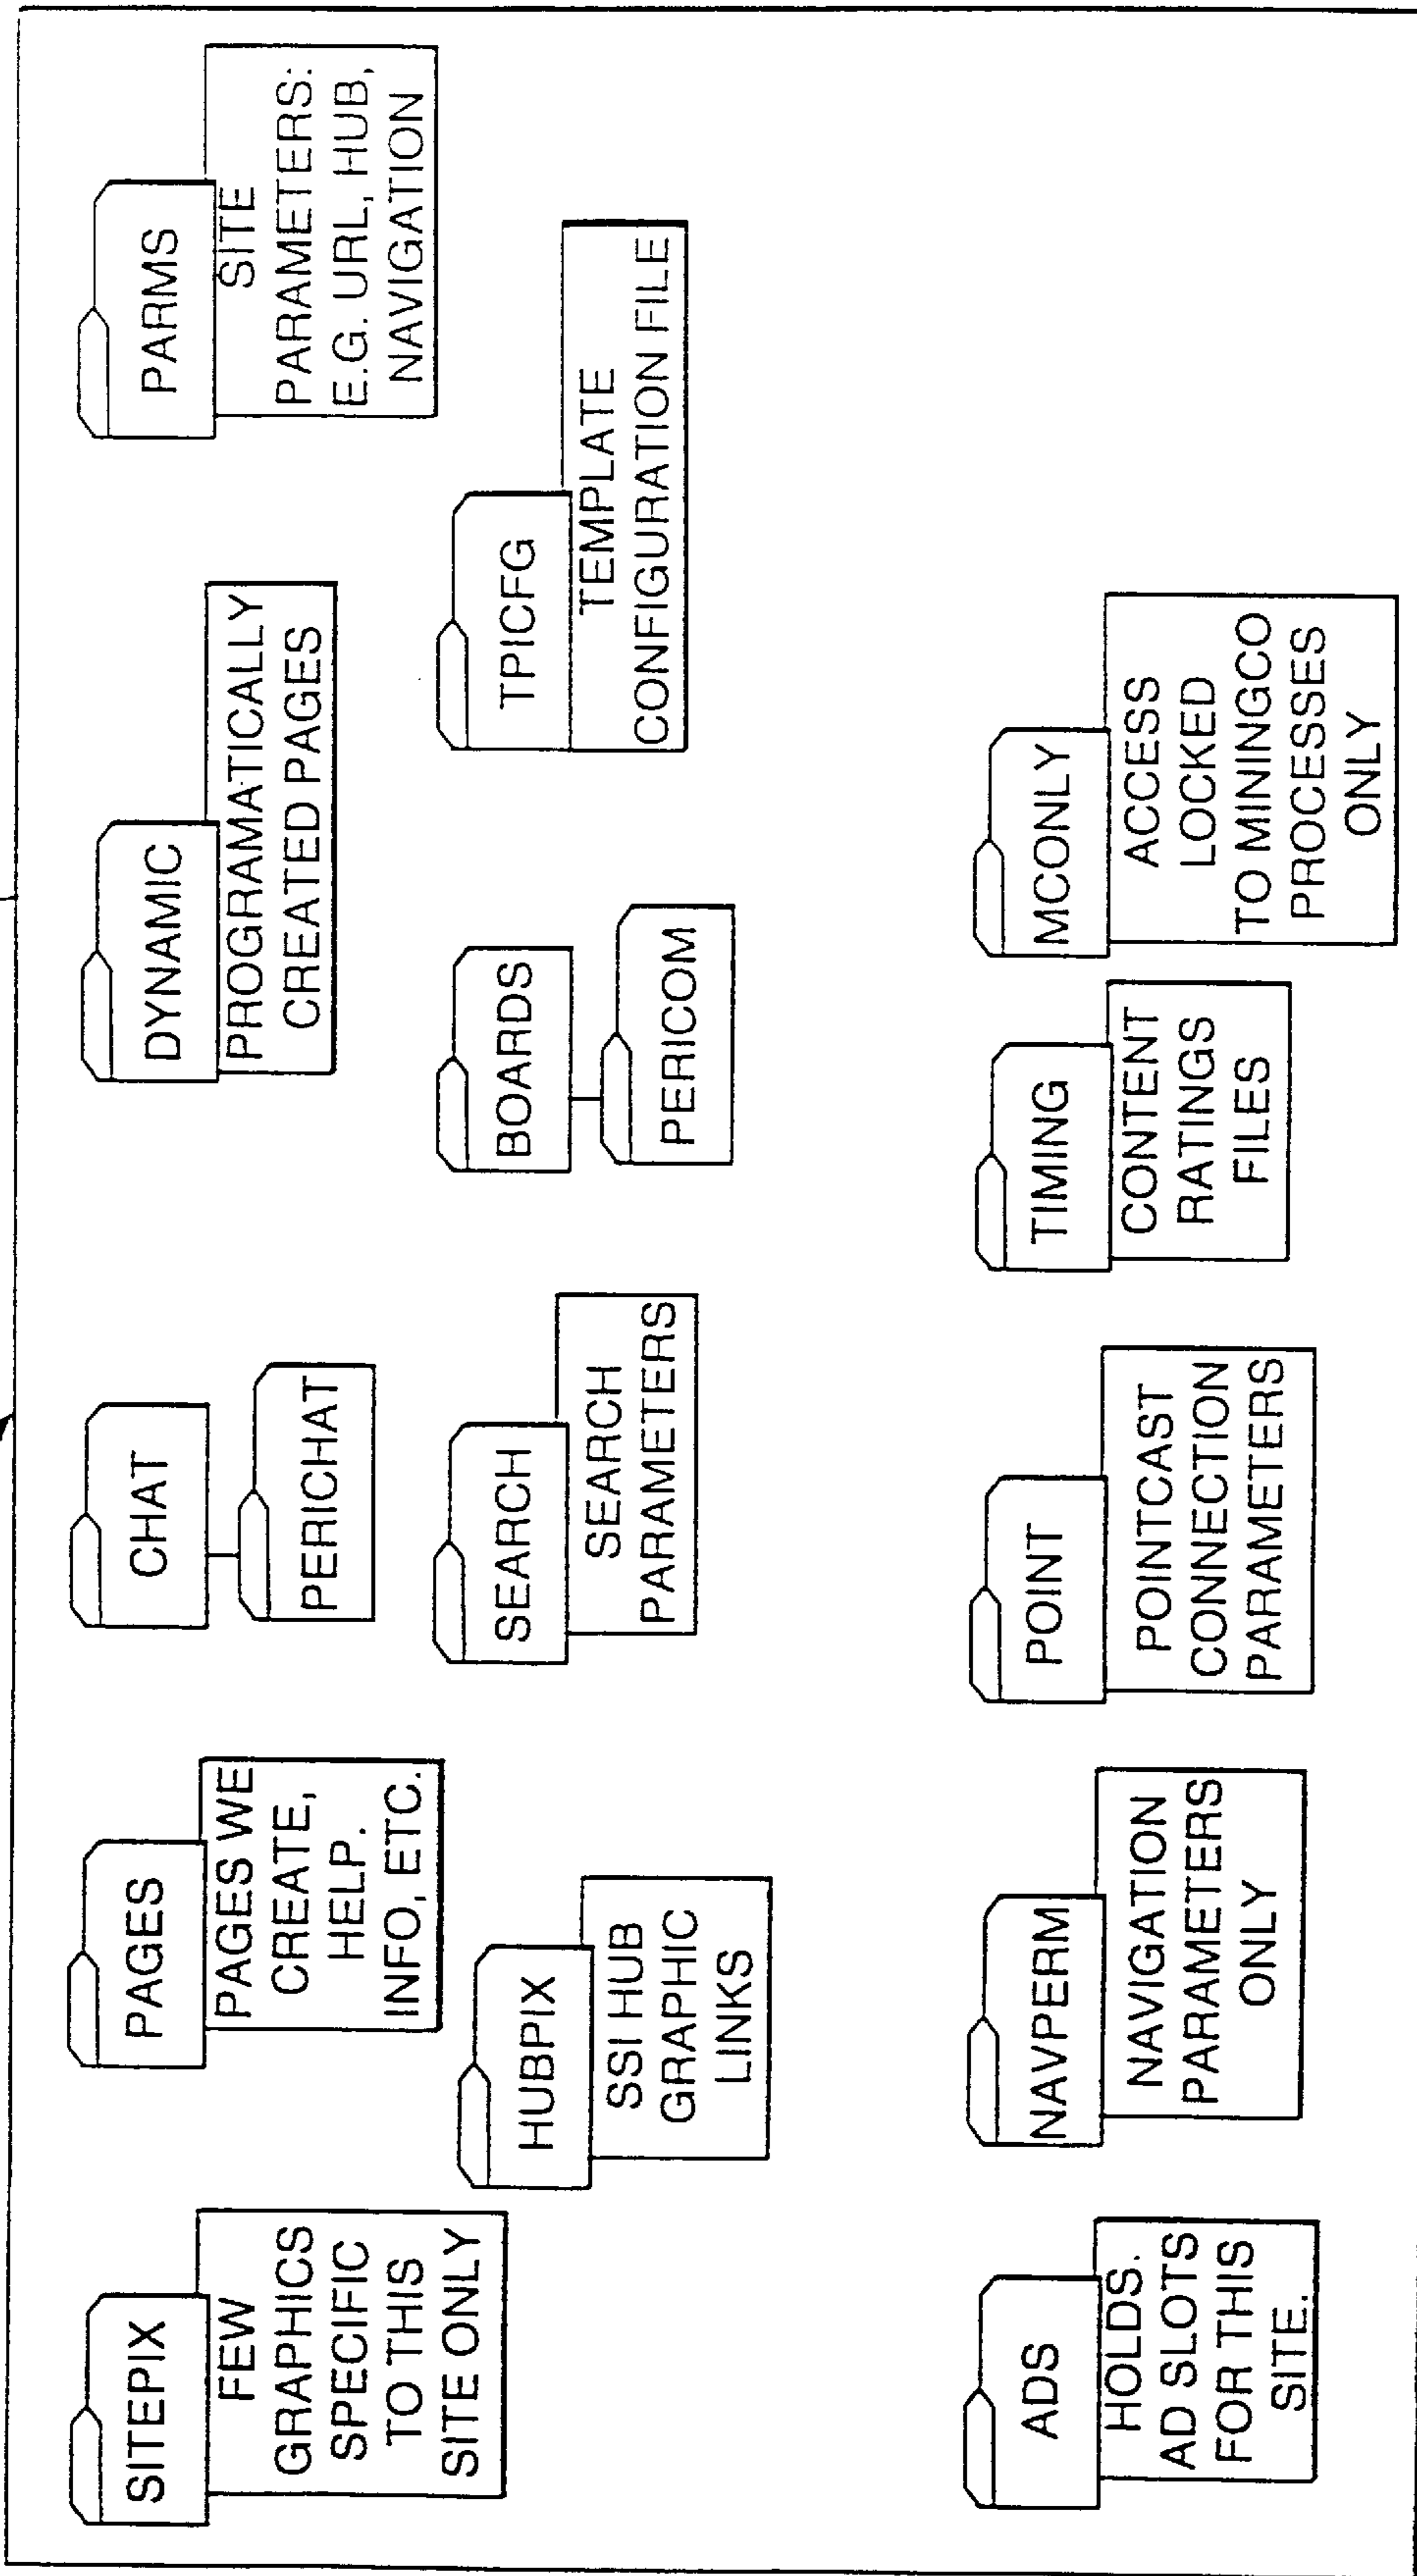 SITEPIX
FEW
GRAPHICS
SPECIFIC
TO THIS
SITE ONLY
PAGES
PAGES WE
CREATE,
HELP.
INFO, ETC.
CHAT
PERICHAT
DYNAMIC
PROGRAMATICALLY
CREATED PAGES
PARMS
SITE
PARAMETERS:
E.G. URL, HUB,
NAVIGATION
HUBPIX
SSI HUB
GRAPHIC
LINKS
SEARCH
SEARCH
PARAMETERS
BOARDS
PERICOM
TPICFG
TEMPLATE
CONFIGURATION FILE
ADS
HOLDS.
AD SLOTS
FOR THIS
SITE.
NAVPERM
NAVIGATION
PARAMETERS
ONLY
POINT
POINTCAST
CONNECTION
PARAMETERS
TIMING
CONTENT
RATINGS
FILES
MCONLY
ACCESS
LOCKED
TO MININGCO
PROCESSES
ONLY